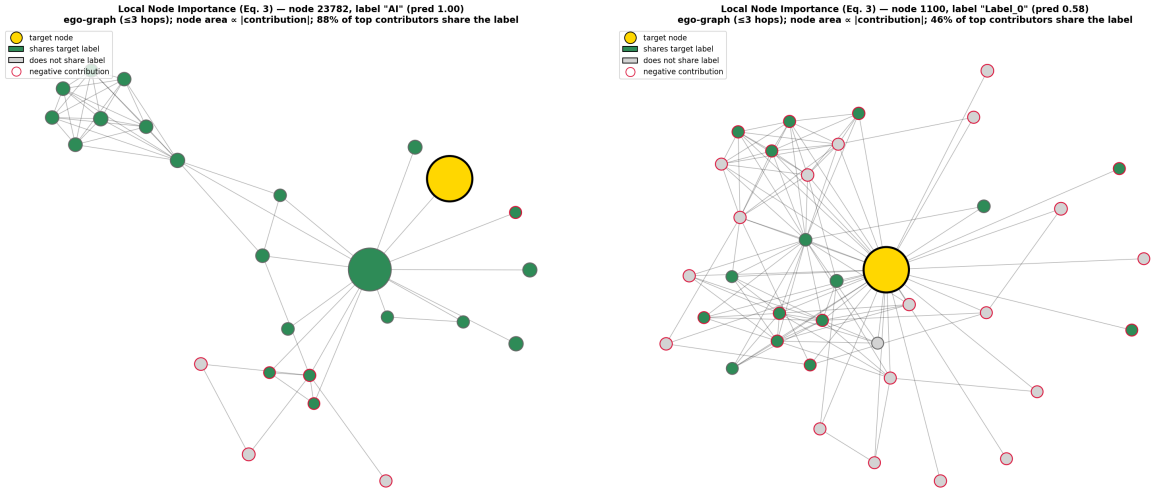 Local Node Importance (Eq. 3) — node 23782, label "AI" (pred 1.00)
ego-graph (≤3 hops); node area ∝ |contribution|; 88% of top contributors share the label
target node
shares target label
does not share label
negative contribution
Local Node Importance (Eq. 3) — node 1100, label "Label_0" (pred 0.58)
ego-graph (≤3 hops); node area ∝ |contribution|; 46% of top contributors share the label
target node
shares target label
does not share label
negative contribution